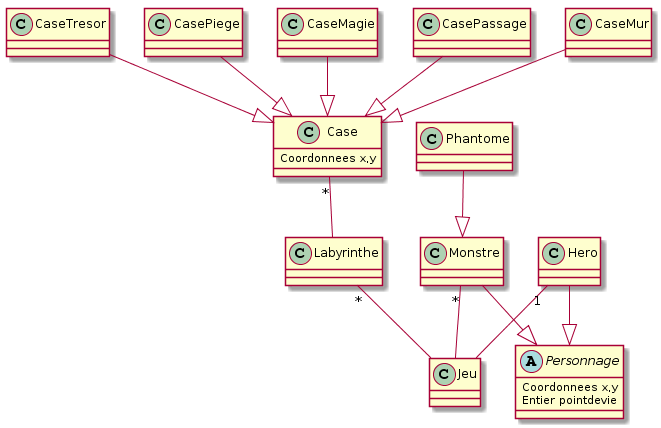 C CaseTresor
C CasePiege
C CaseMagie
C CasePassage
C CaseMur
C Case
Coordonnees x,y
C Phantome
*
C Labyrinthe
C Monstre
C Hero
*
*
1
C Jeu
A Personnage
Coordonnees x,y
Entier pointdevie